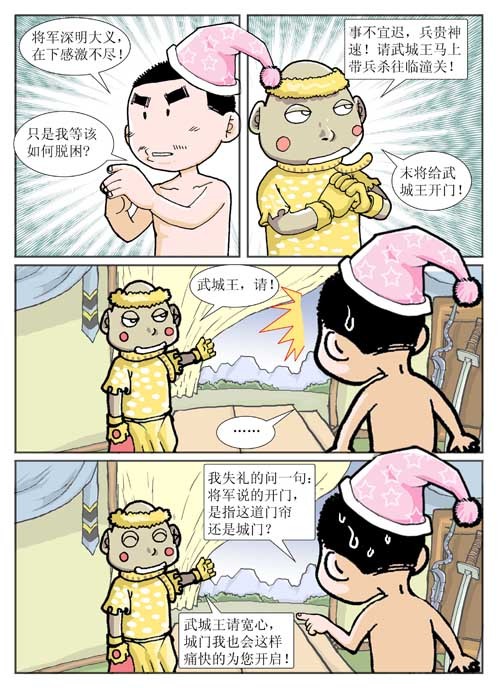 将军深明大义，
在下感激不尽！
只是我等该
如何脱困？
事不宜迟，兵贵神
速！请武城王马上
带兵杀往临潼关！
末将给武
城王开门！
武城王，请！
……
我失礼的问一句：
将军说的开门，
是指这道门帘
还是城门？
武城王请宽心，
城门我也会这样
痛快的为您开启！